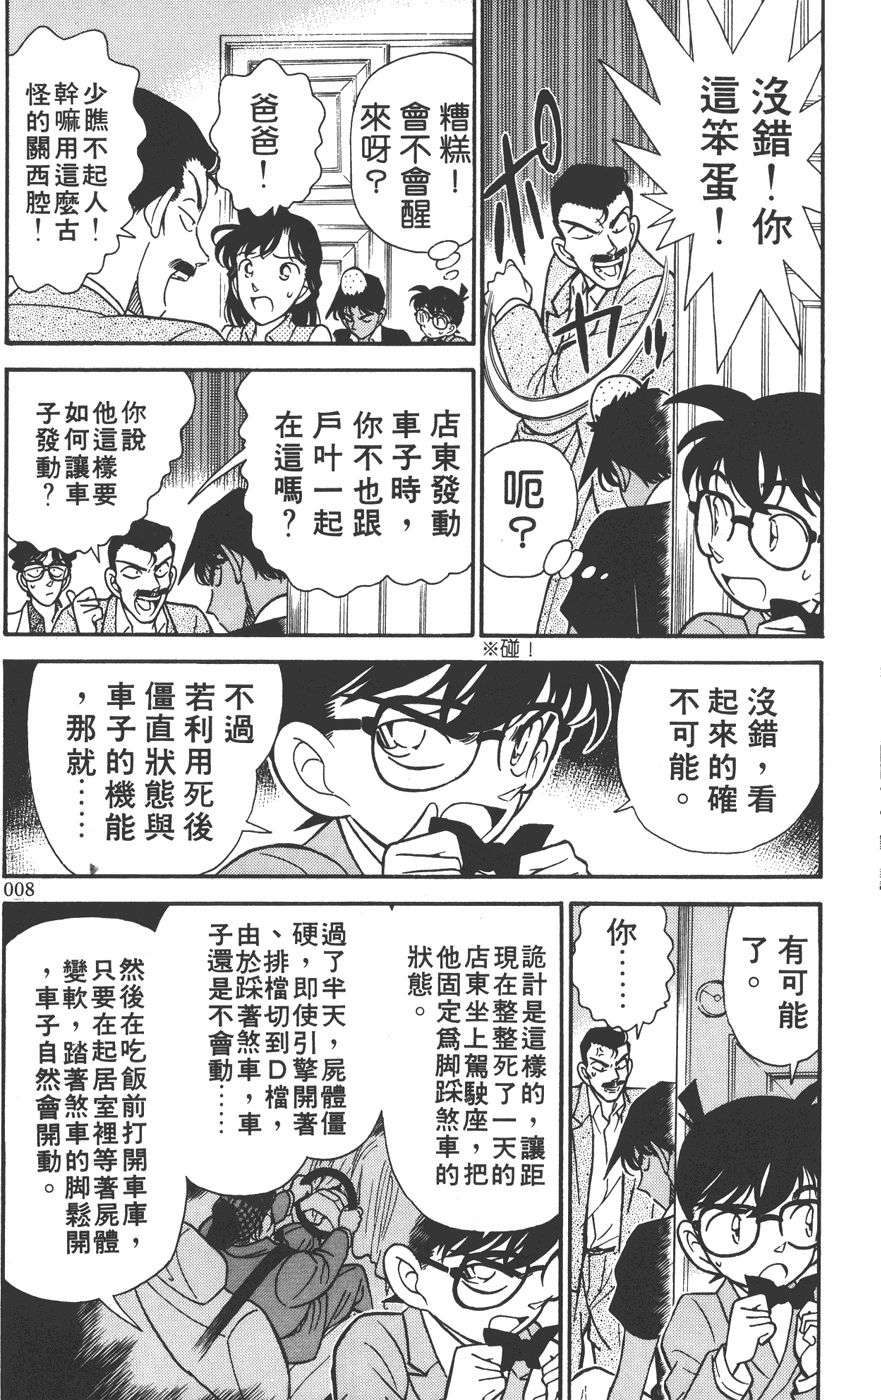 沒錯！你
這笨蛋！
ポカ
呃？
※碰！
糟糕！
會不會醒
來呀？
爸爸！
少瞧不起人！
幹嘛用這麼古
怪的關西腔！
店東發動
車子時，
你不也跟
戶叶一起
在這嗎？
你說
他這樣要
如何讓車
子發動？
沒錯，看
起來的確
不可能。
不過
若利用死後
僵直狀態與
車子的機能
，那就……
008
有可能
了。
你……
詭計是這樣的，讓距
現在整整死了一天的
店東坐上駕駛座，把
他固定爲脚踩煞車的
狀態。
過了半天，屍體僵
硬，即使引擎開著
、排檔切到D檔，
由於踩著煞車，車
子還是不會動……
然後在吃飯前打開車庫，
只要在起居室裡等著屍體
變軟，踏著煞車的脚鬆開
，車子自然會開動。